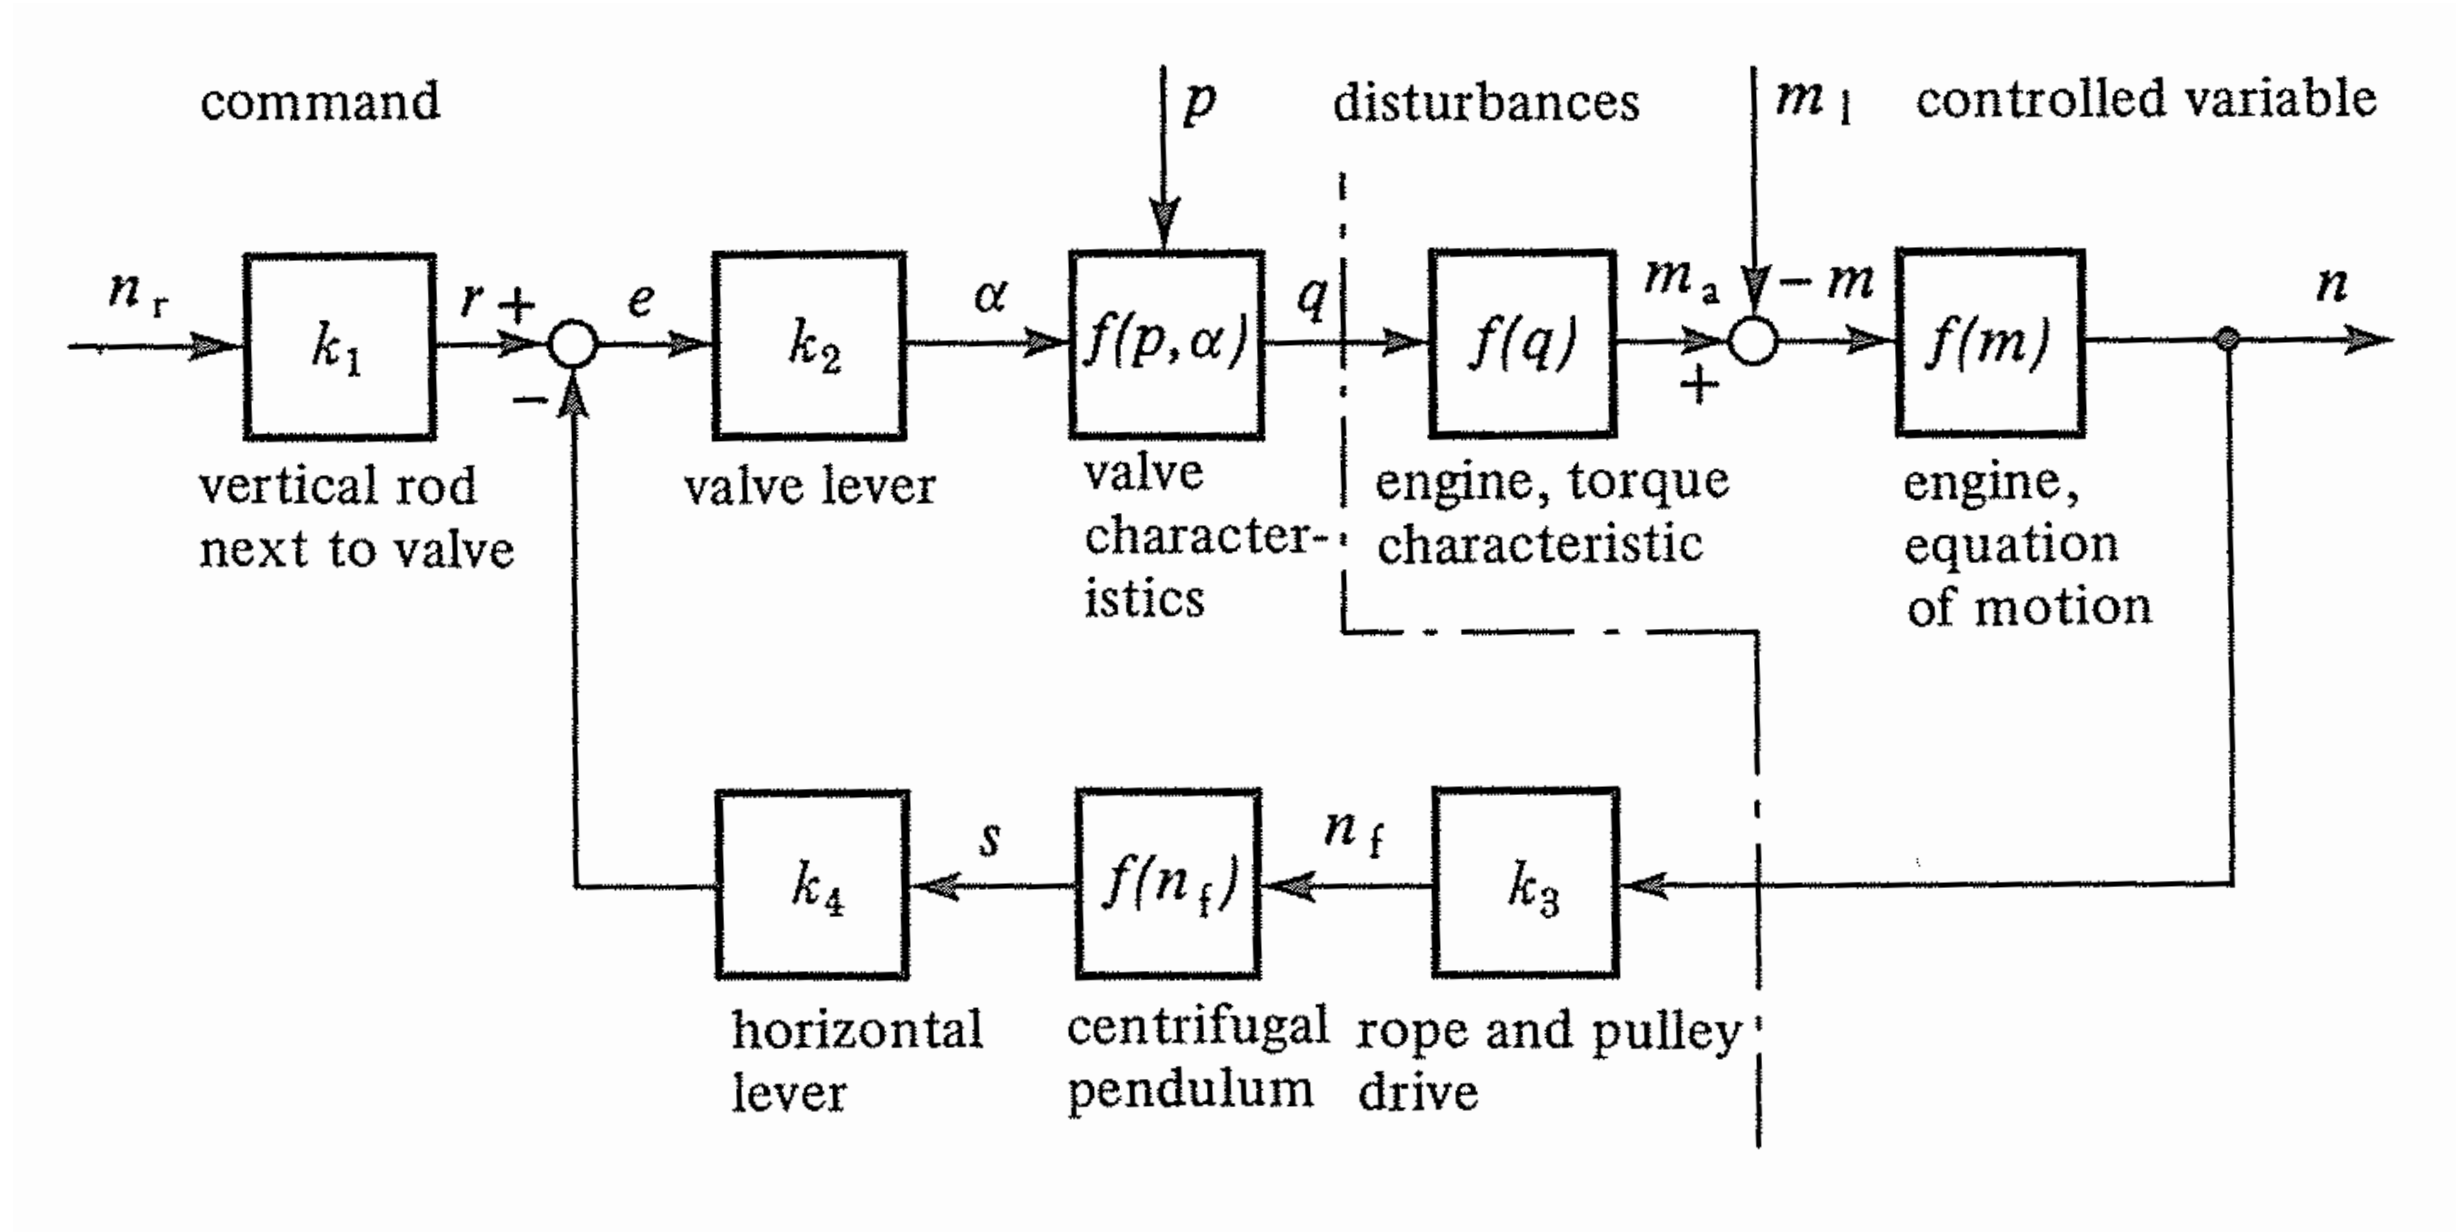 command
p
disturbances
m l
controlled variable
n r
k1
r +
e
k2
α
f(p,α)
q
f(q)
m a
- m
f(m)
n
-
+
vertical rod
next to valve
valve lever
valve
character-
istics
engine, torque
characteristic
engine,
equation
of motion
k4
s
f(n f)
n f
k3
horizontal
lever
centrifugal
pendulum
rope and pulley
drive